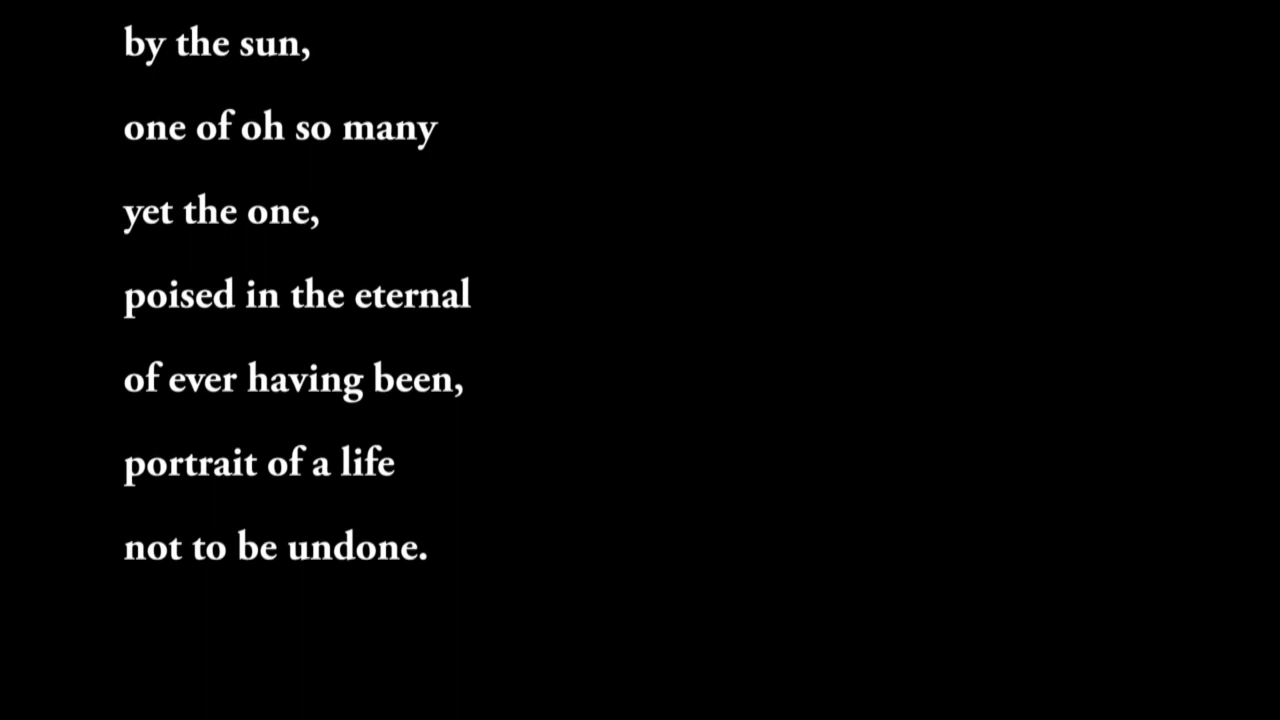 by the sun,
one of oh so many
yet the one,
poised in the eternal
of ever having been,
portrait of a life
not to be undone.